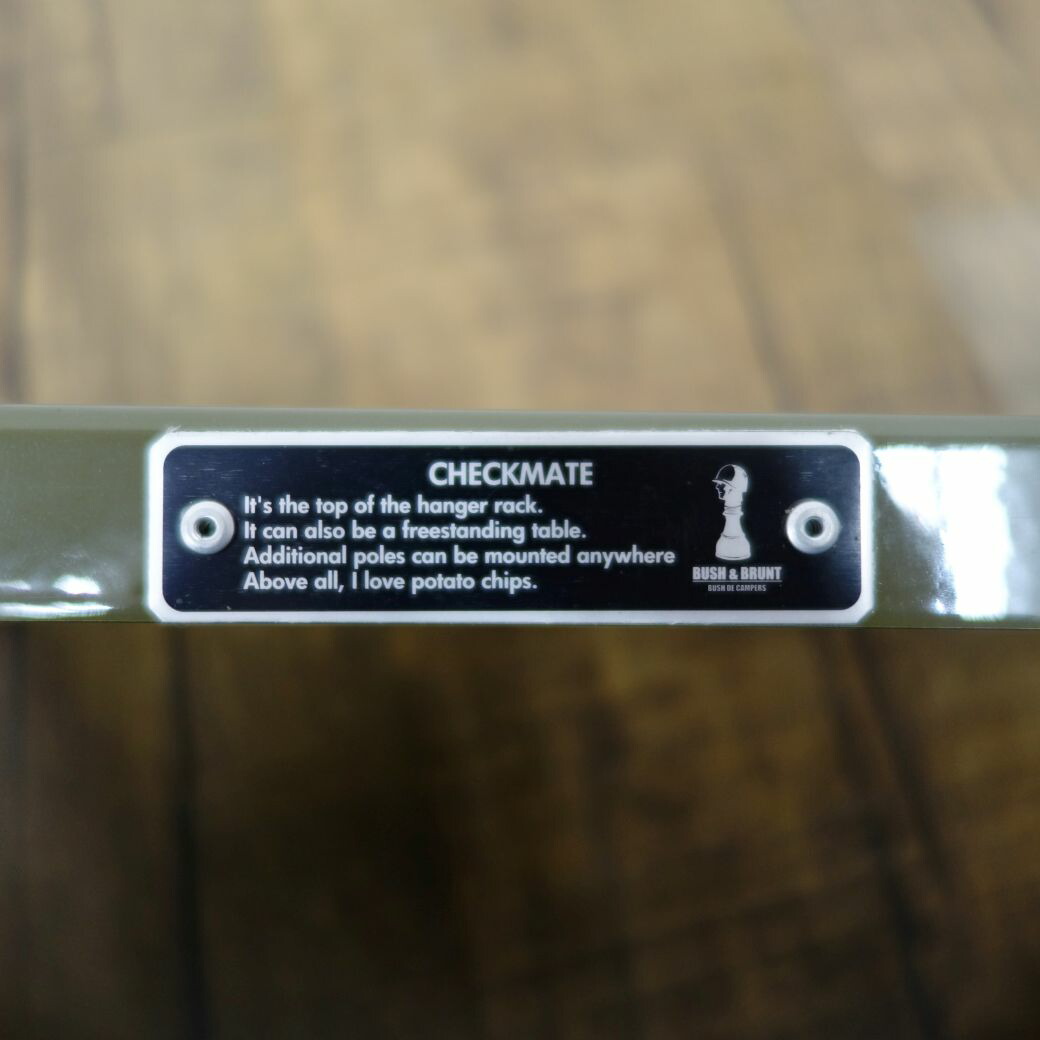 CHECKMATE
It's the top of the hanger rack.
It can also be a freestanding table.
Additional poles can be mounted anywhere
Above all, I love potato chips.
BUSH & BRUNT
BUSH DE CAMPERS